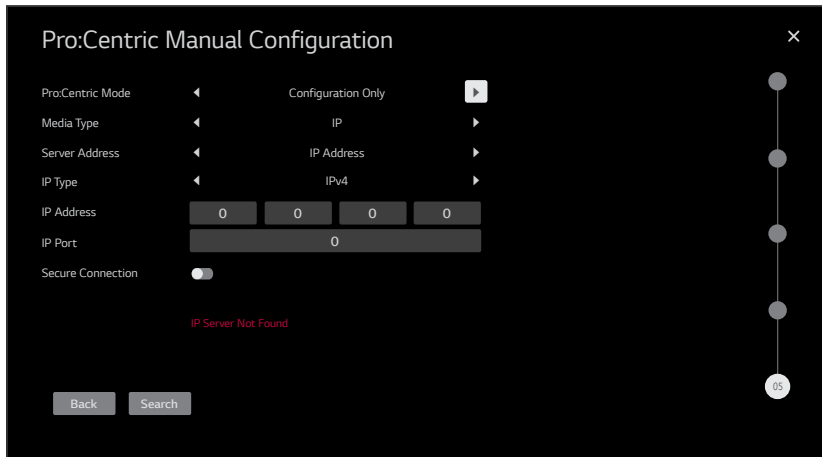 Pro:Centric Manual Configuration
Pro:Centric Mode Configuration Only
Media Type IP
Server Address IP Address
IP Type IPv4
IP Address 0 0 0 0
IP Port 0
Secure Connection
IP Server Not Found
05
Back Search